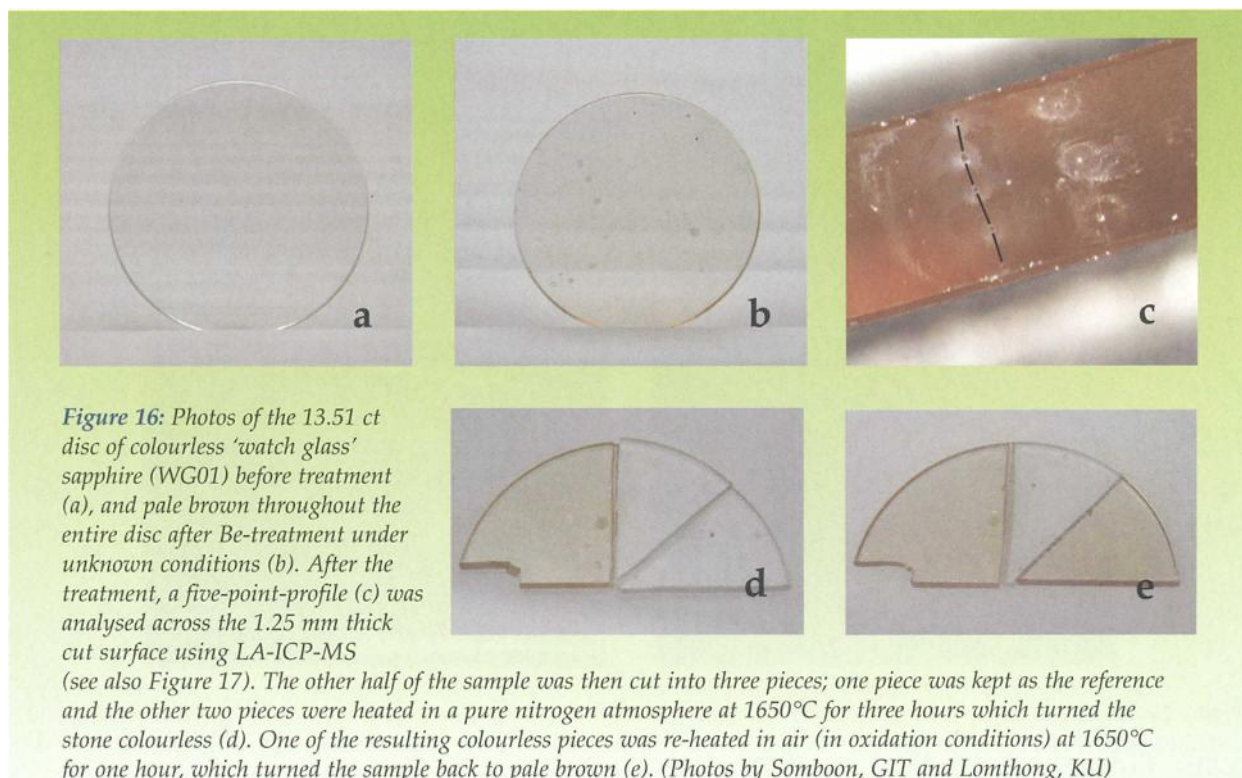 a
b
c
Figure 16: Photos of the 13.51 ct
disc of colourless ‘watch glass’
sapphire (WG01) before treatment
(a), and pale brown throughout the
entire disc after Be-treatment under
unknown conditions (b). After the
treatment, a five-point-profile (c) was
analysed across the 1.25 mm thick
cut surface using LA-ICP-MS
d
e
(see also Figure 17). The other half of the sample was then cut into three pieces; one piece was kept as the reference
and the other two pieces were heated in a pure nitrogen atmosphere at 1650°C for three hours which turned the
stone colourless (d). One of the resulting colourless pieces was re-heated in air (in oxidation conditions) at 1650°C
for one hour, which turned the sample back to pale brown (e). (Photos by Somboon, GIT and Lomthong, KU)